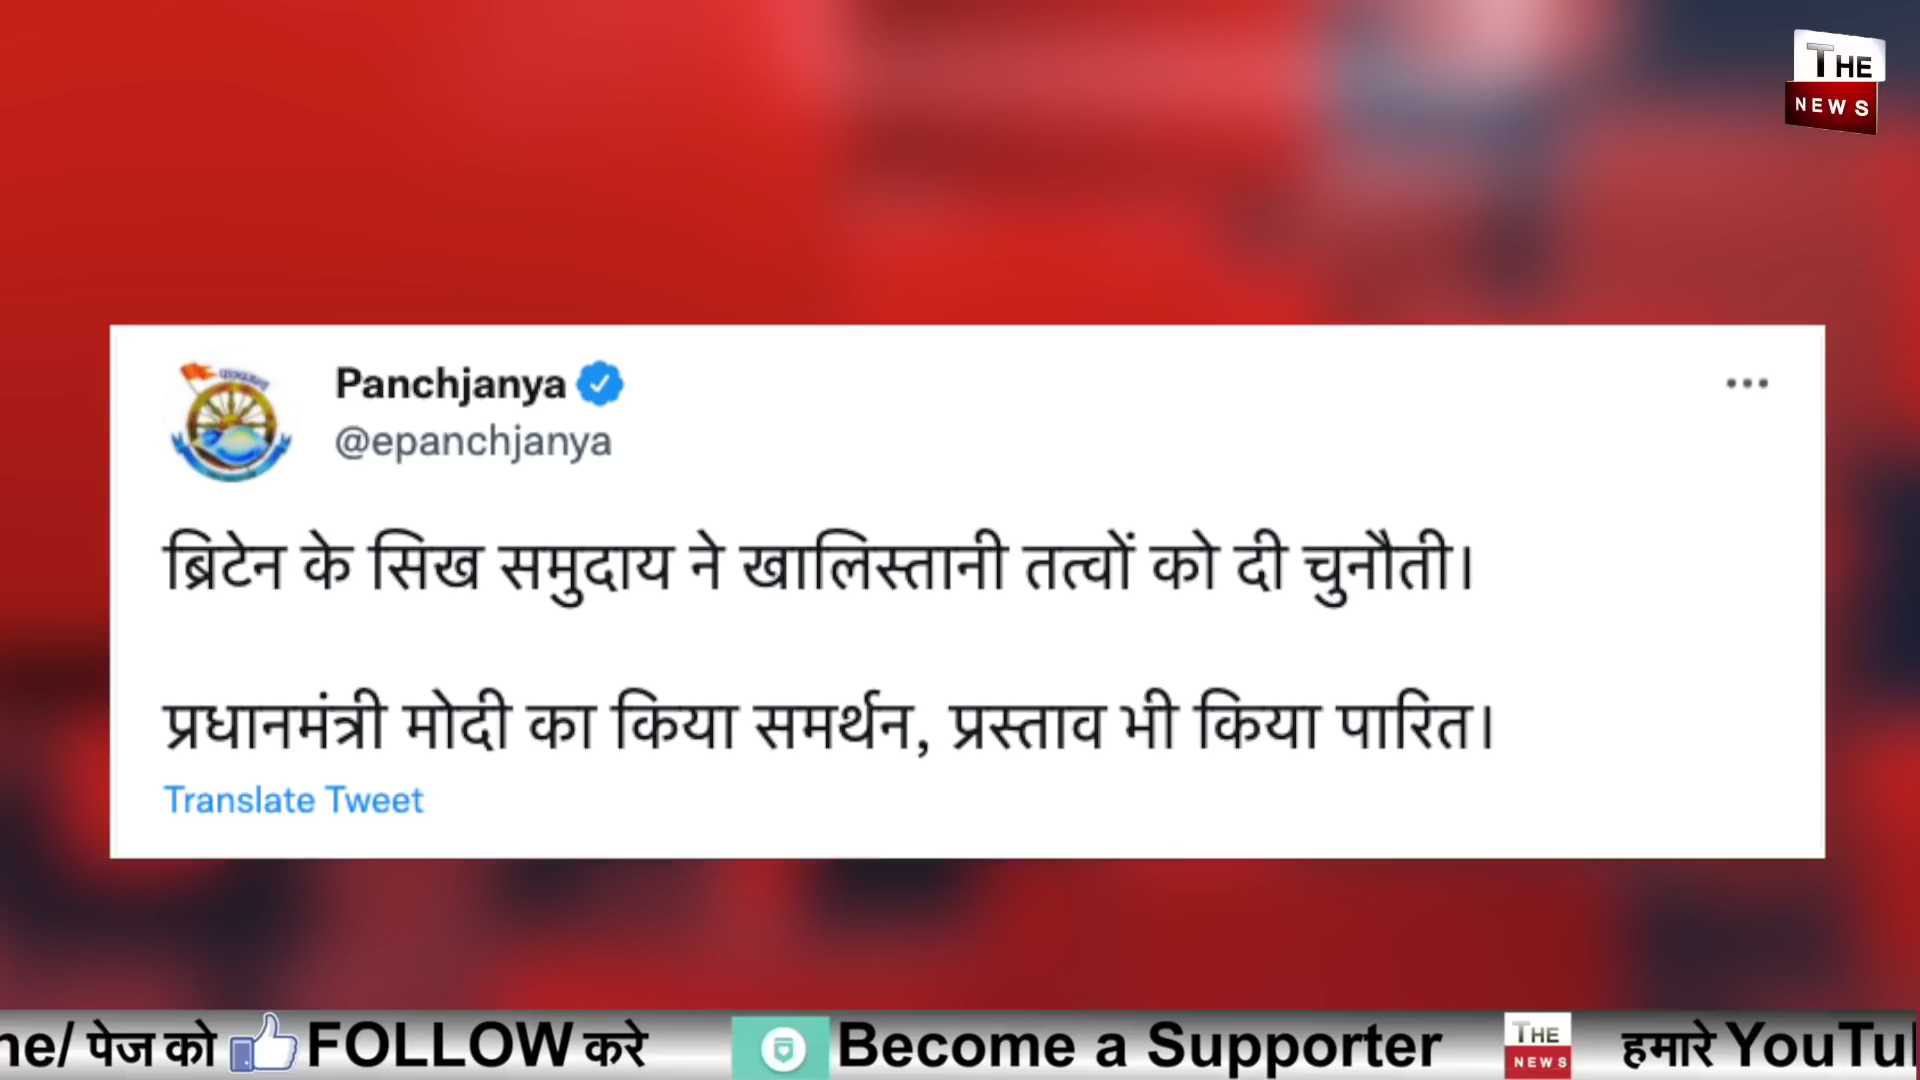 THE
NEWS
Panchjanya
@epanchjanya
ब्रिटेन के सिख समुदाय ने खालिस्तानी तत्वों को दी चुनौती।
प्रधानमंत्री मोदी का किया समर्थन, प्रस्ताव भी किया पारित।
Translate Tweet
पेज को FOLLOW करे Become a Supporter THE NEWS हमारे